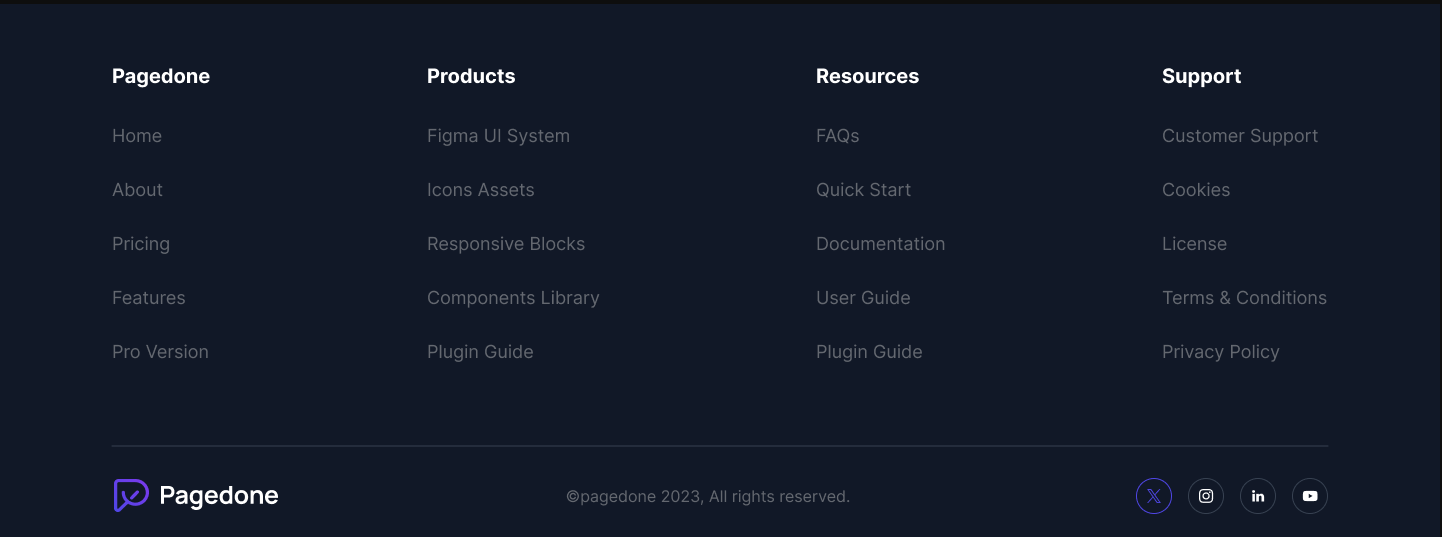 Pagedone
Home
About
Pricing
Features
Pro Version
Products
Figma UI System
Icons Assets
Responsive Blocks
Components Library
Plugin Guide
Resources
FAQs
Quick Start
Documentation
User Guide
Plugin Guide
Support
Customer Support
Cookies
License
Terms & Conditions
Privacy Policy
Pagedone
©pagedone 2023, All rights reserved.